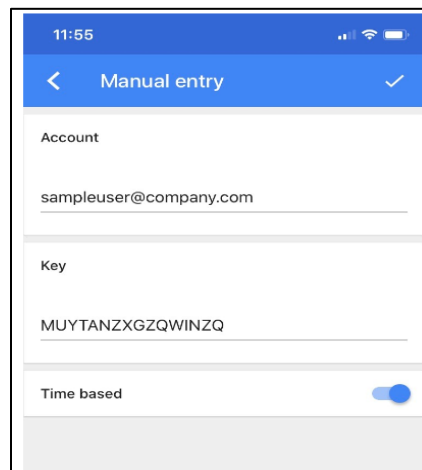 11:55
Manual entry
Account
sampleuser@company.com
Key
MUYTANZXGZQWINZQ
Time based